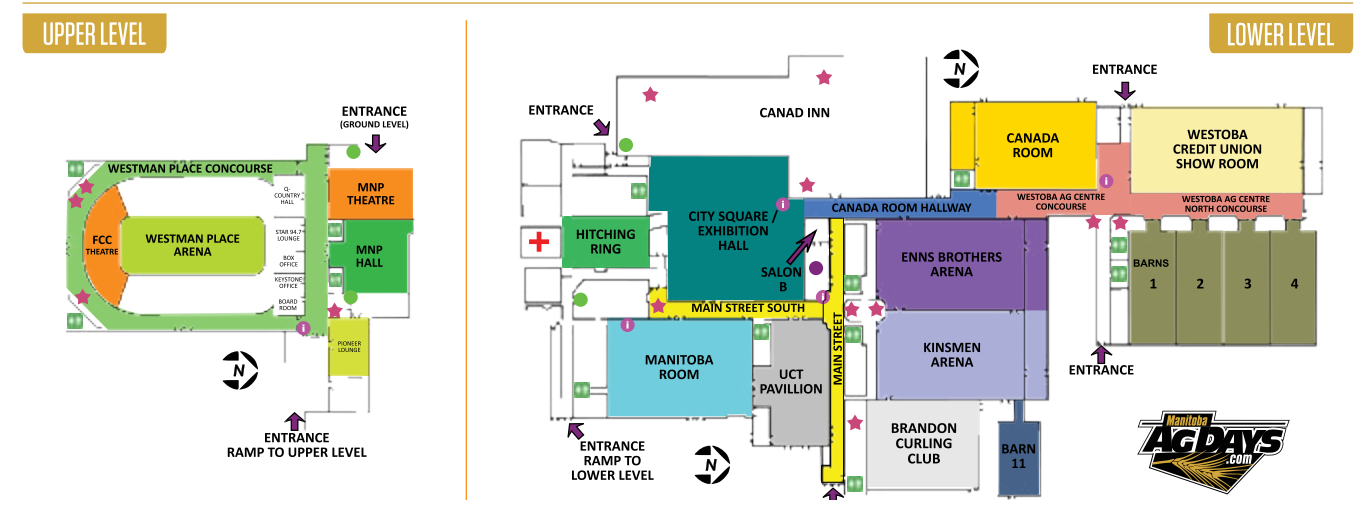 UPPER LEVEL
LOWER LEVEL
ENTRANCE
(GROUND LEVEL)
WESTMAN PLACE CONCOURSE
MNP
THEATRE
Q-
COUNTRY
HALL
FCC
THEATRE
WESTMAN PLACE
ARENA
STAR 94.7
LOUNGE
BOX
OFFICE
KEYSTONE
OFFICE
BOARD
ROOM
MNP
HALL
PIONEER
LOUNGE
N
ENTRANCE
RAMP TO UPPER LEVEL
ENTRANCE
CANAD INN
N
ENTRANCE
CANADA
ROOM
WESTOBA
CREDIT UNION
SHOW ROOM
i
WESTOBA AG CENTRE
CONCOURSE
WESTOBA AG CENTRE
NORTH CONCOURSE
i
CANADA ROOM HALLWAY
CITY SQUARE /
EXHIBITION
HALL
HITCHING
RING
SALON
B
ENNS BROTHERS
ARENA
BARNS
1
2
3
4
i
MAIN STREET SOUTH
i
i
MAIN STREET
MANITOBA
ROOM
UCT
PAVILLION
KINSMEN
ARENA
ENTRANCE
BRANDON
CURLING
CLUB
BARN
11
ENTRANCE
RAMP TO
LOWER LEVEL
N
i
Manitoba
AGDAYS
.com